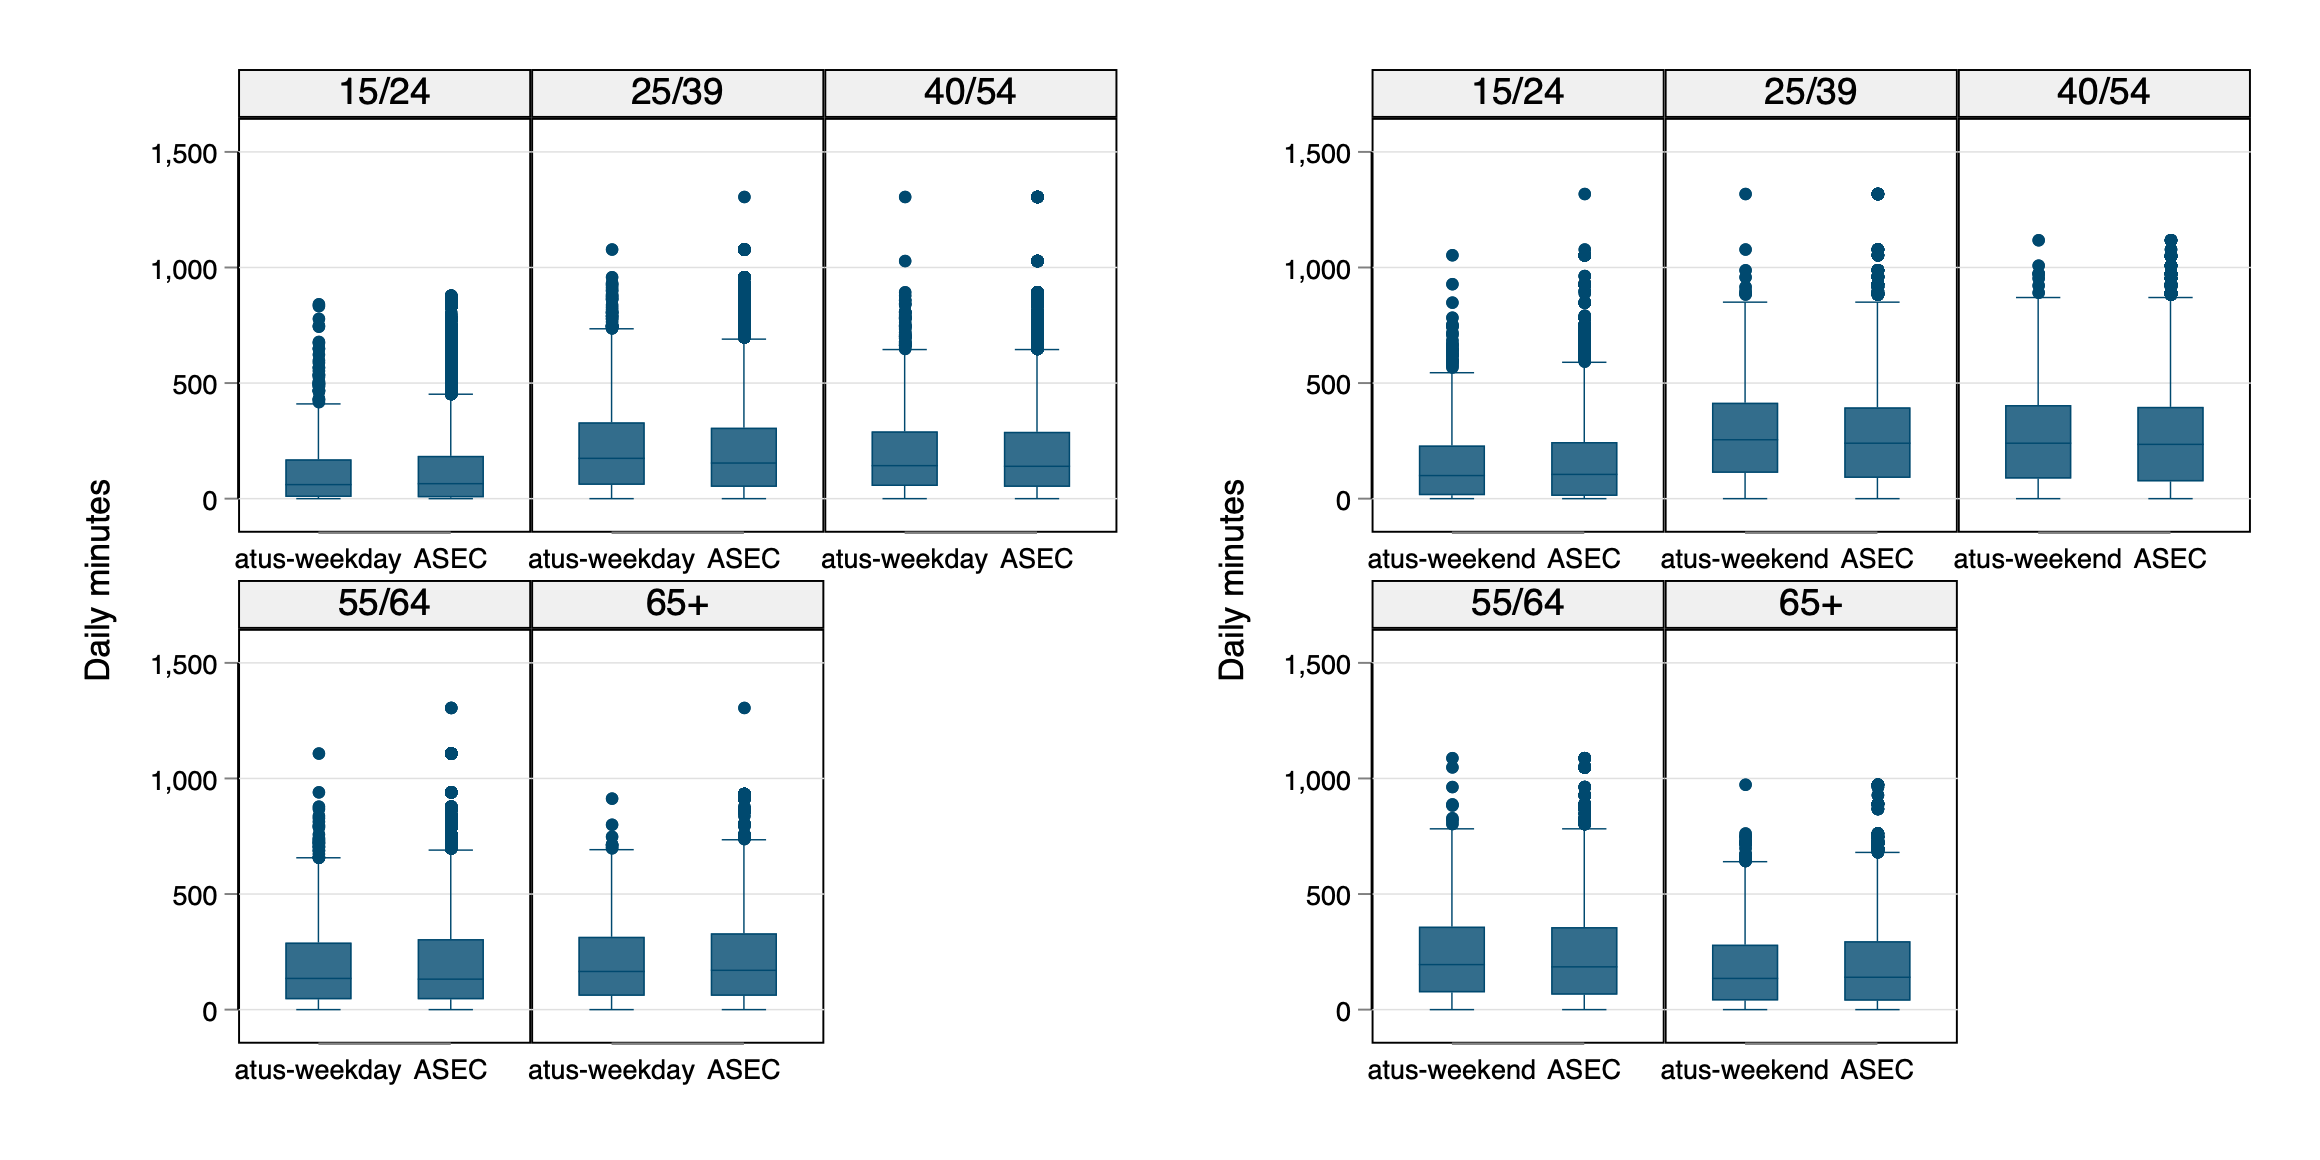 Daily minutes
15/24 25/39 40/54
1,500
1,000
500
0
atus-weekday ASEC atus-weekday ASEC atus-weekday ASEC
55/64 65+
1,500
1,000
500
0
atus-weekday ASEC atus-weekday ASEC
Daily minutes
15/24 25/39 40/54
1,500
1,000
500
0
atus-weekend ASEC atus-weekend ASEC atus-weekend ASEC
55/64 65+
1,500
1,000
500
0
atus-weekend ASEC atus-weekend ASEC